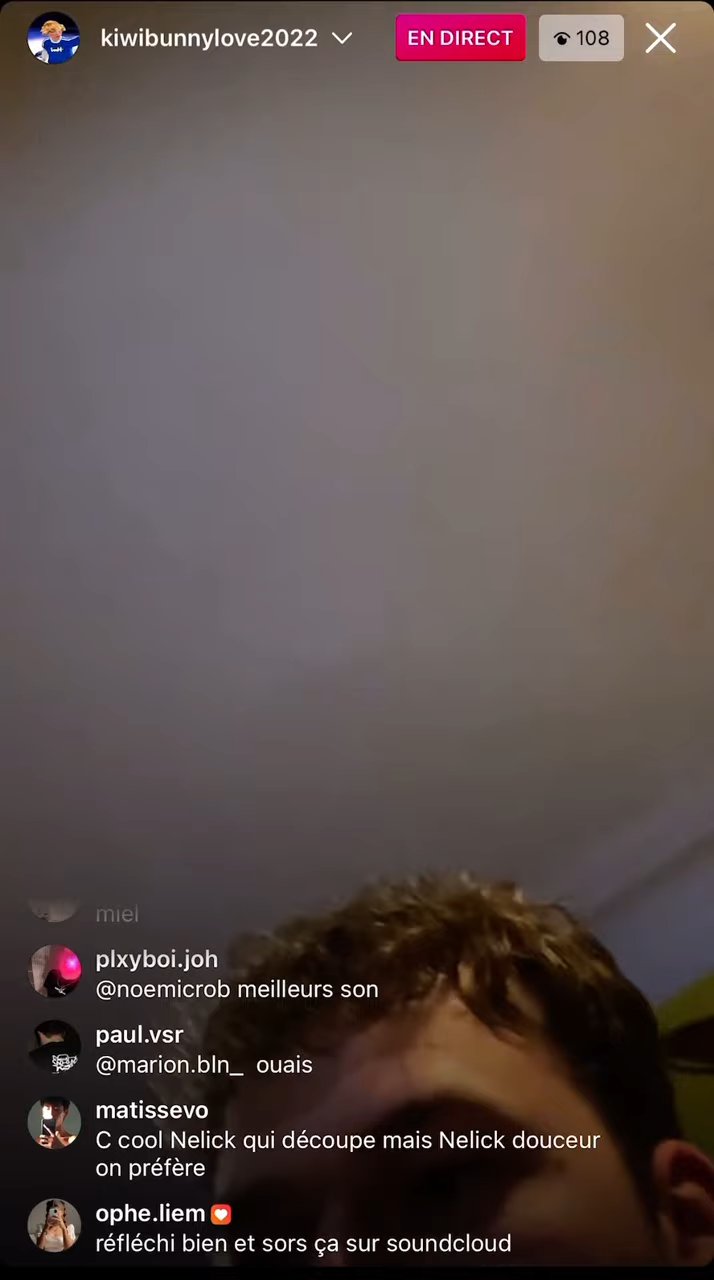 kiwibunnylove2022
EN DIRECT
108
miel
plxyboi.joh
@noemicrob meilleurs son
paul.vsr
@marion.bln_ ouais
matissevo
C cool Nelick qui découpe mais Nelick douceur
on préfère
ophe.liem
réfléchi bien et sors ça sur soundcloud